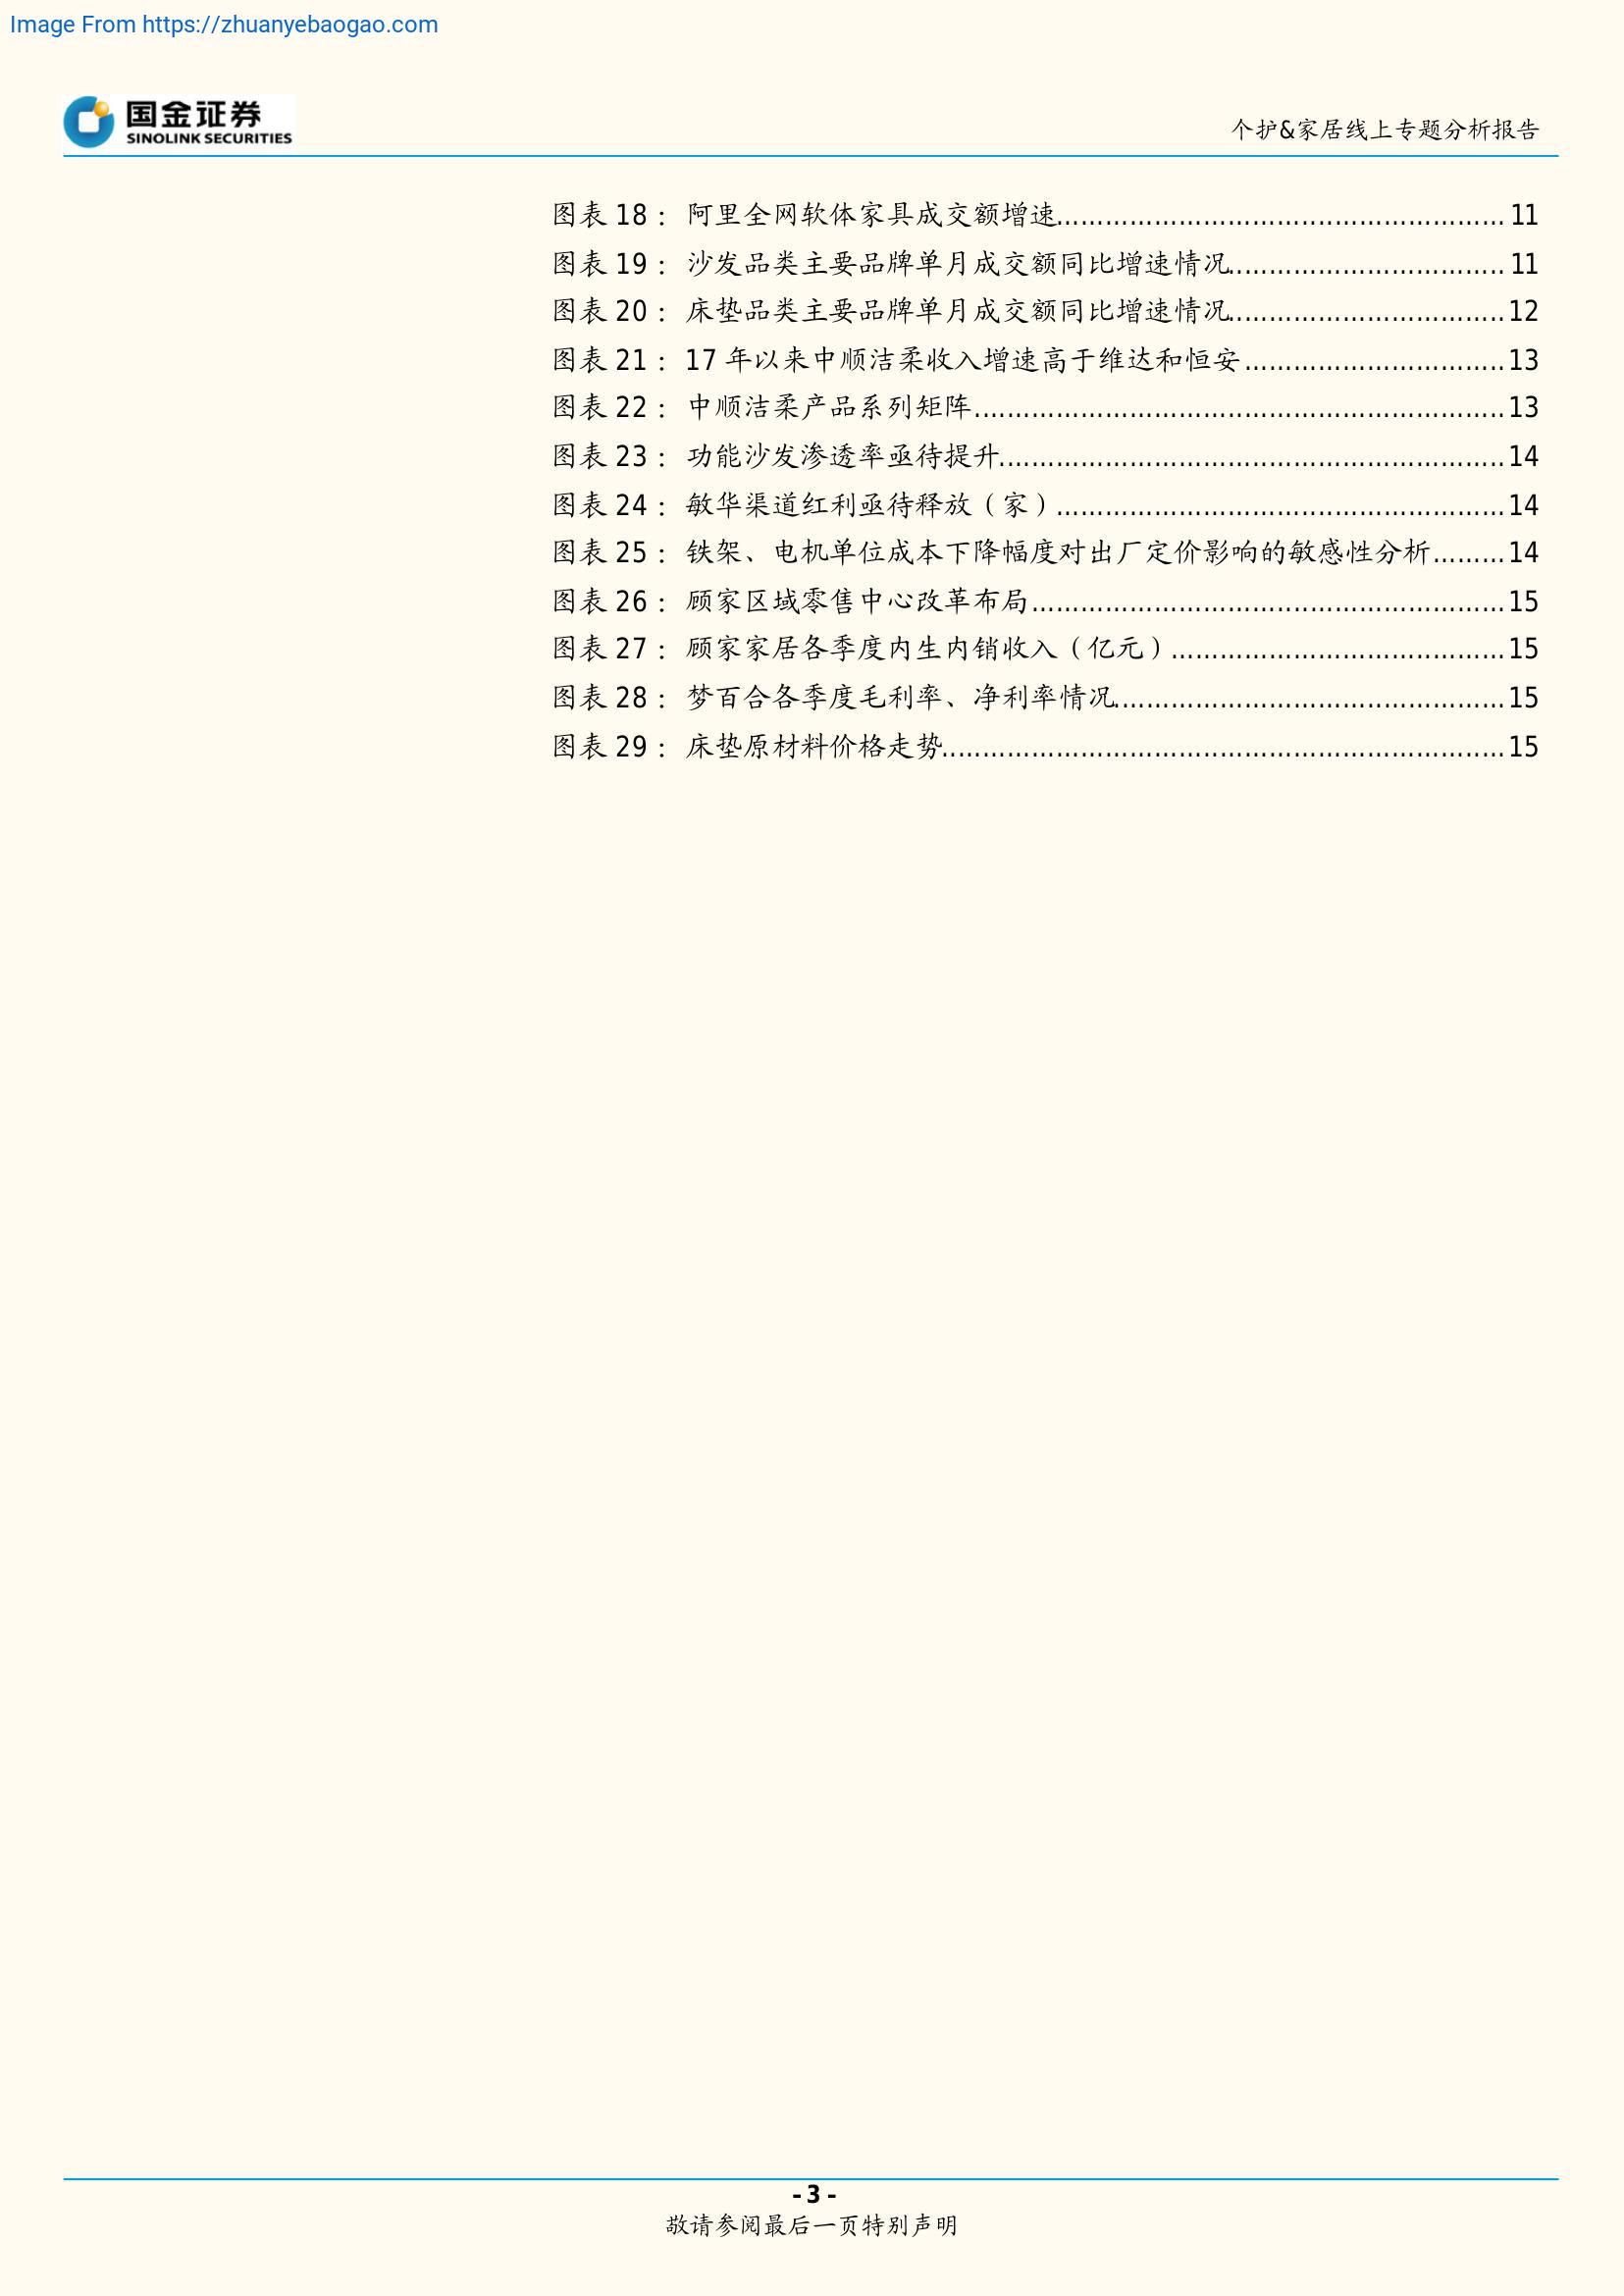 Image From https://zhuanyebaogao.com
国金证券
SINOLINK SECURITIES
个护&家居线上专题分析报告
图表 18：阿里全网软体家具成交额增速......................................................... 11
图表 19：沙发品类主要品牌单月成交额同比增速情况.................................. 11
图表 20：床垫品类主要品牌单月成交额同比增速情况.................................. 12
图表 21：17 年以来中顺洁柔收入增速高于维达和恒安................................ 13
图表 22：中顺洁柔产品系列矩阵................................................................. 13
图表 23：功能沙发渗透率亟待提升.............................................................. 14
图表 24：敏华渠道红利亟待释放（家）....................................................... 14
图表 25：铁架、电机单位成本下降幅度对出厂定价影响的敏感性分析......... 14
图表 26：顾家区域零售中心改革布局.......................................................... 15
图表 27：顾家家居各季度内生内销收入（亿元）......................................... 15
图表 28：梦百合各季度毛利率、净利率情况................................................ 15
图表 29：床垫原材料价格走势..................................................................... 15
- 3 -
敬请参阅最后一页特别声明